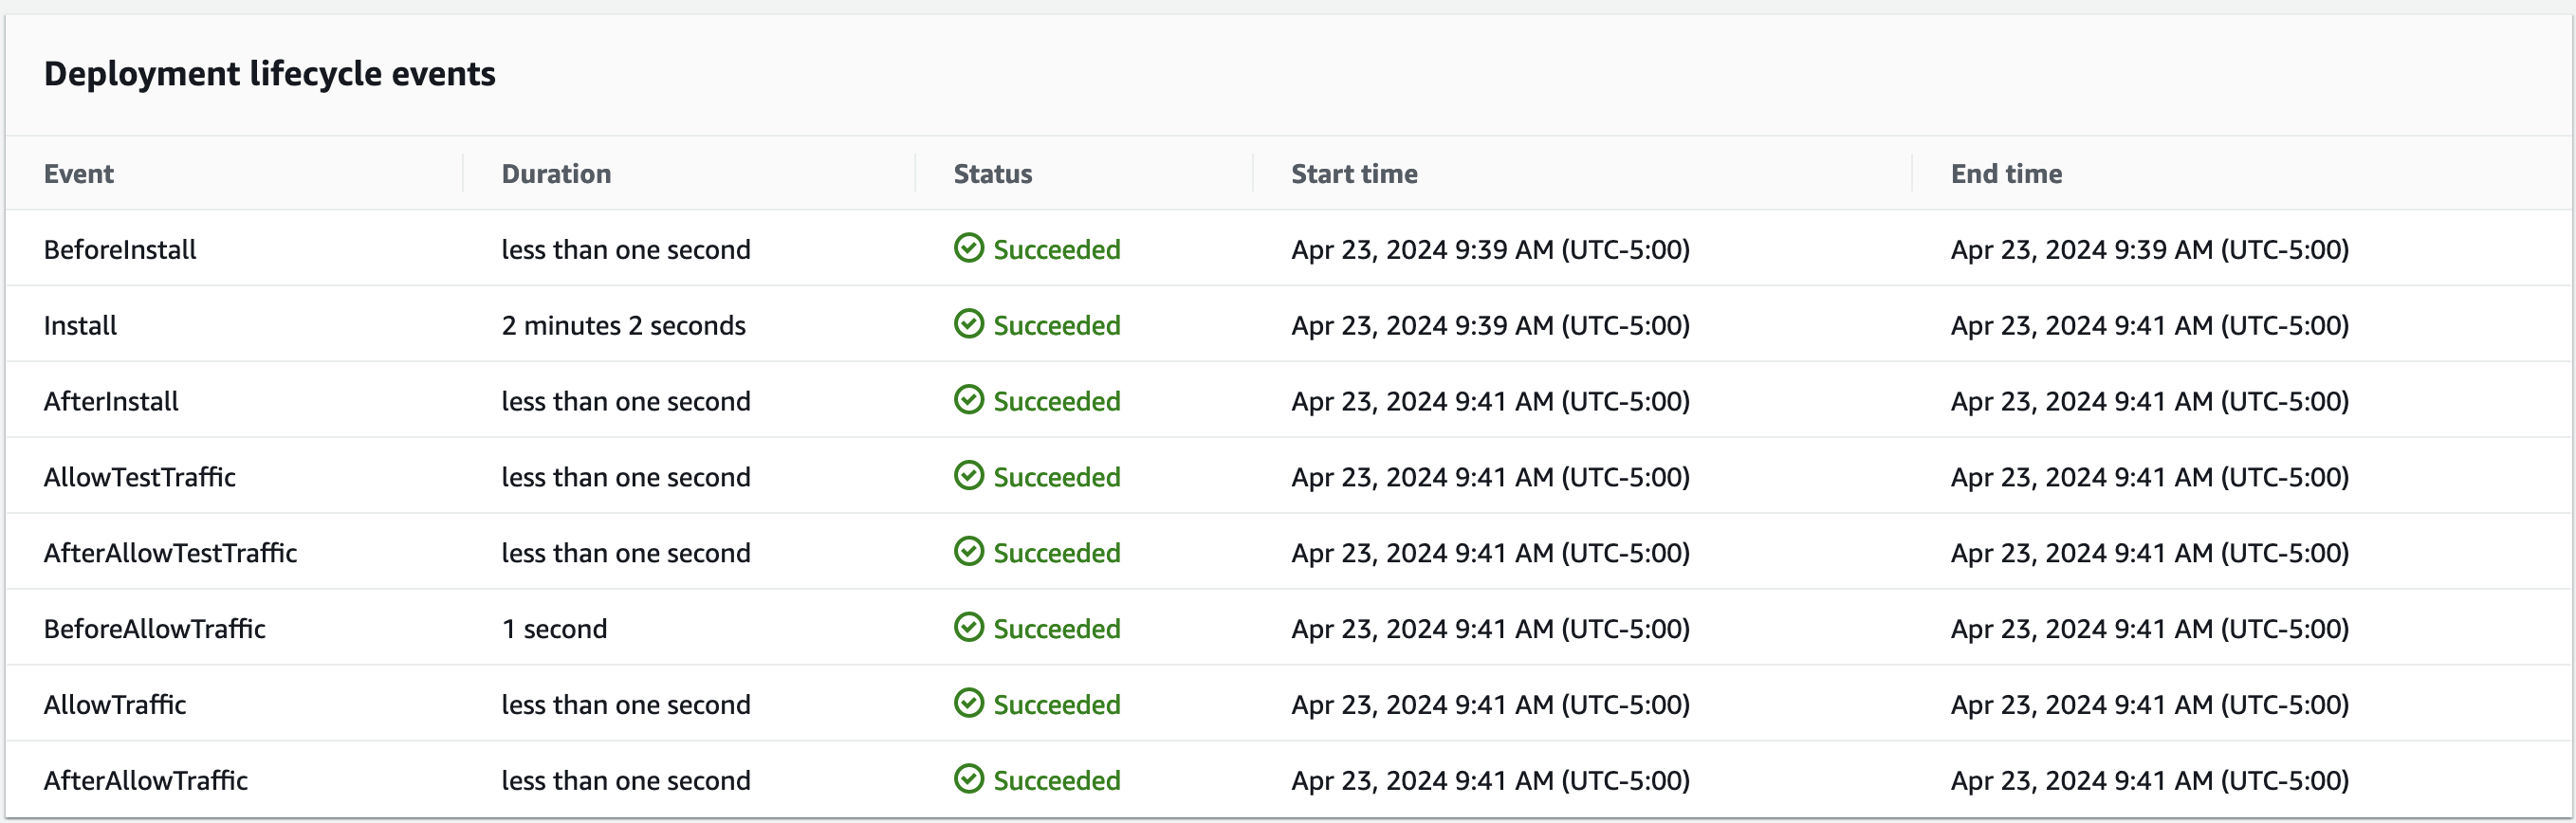 Deployment lifecycle events
Event Duration Status Start time End time
BeforeInstall less than one second Succeeded Apr 23, 2024 9:39 AM (UTC-5:00) Apr 23, 2024 9:39 AM (UTC-5:00)
Install 2 minutes 2 seconds Succeeded Apr 23, 2024 9:39 AM (UTC-5:00) Apr 23, 2024 9:41 AM (UTC-5:00)
AfterInstall less than one second Succeeded Apr 23, 2024 9:41 AM (UTC-5:00) Apr 23, 2024 9:41 AM (UTC-5:00)
AllowTestTraffic less than one second Succeeded Apr 23, 2024 9:41 AM (UTC-5:00) Apr 23, 2024 9:41 AM (UTC-5:00)
AfterAllowTestTraffic less than one second Succeeded Apr 23, 2024 9:41 AM (UTC-5:00) Apr 23, 2024 9:41 AM (UTC-5:00)
BeforeAllowTraffic 1 second Succeeded Apr 23, 2024 9:41 AM (UTC-5:00) Apr 23, 2024 9:41 AM (UTC-5:00)
AllowTraffic less than one second Succeeded Apr 23, 2024 9:41 AM (UTC-5:00) Apr 23, 2024 9:41 AM (UTC-5:00)
AfterAllowTraffic less than one second Succeeded Apr 23, 2024 9:41 AM (UTC-5:00) Apr 23, 2024 9:41 AM (UTC-5:00)